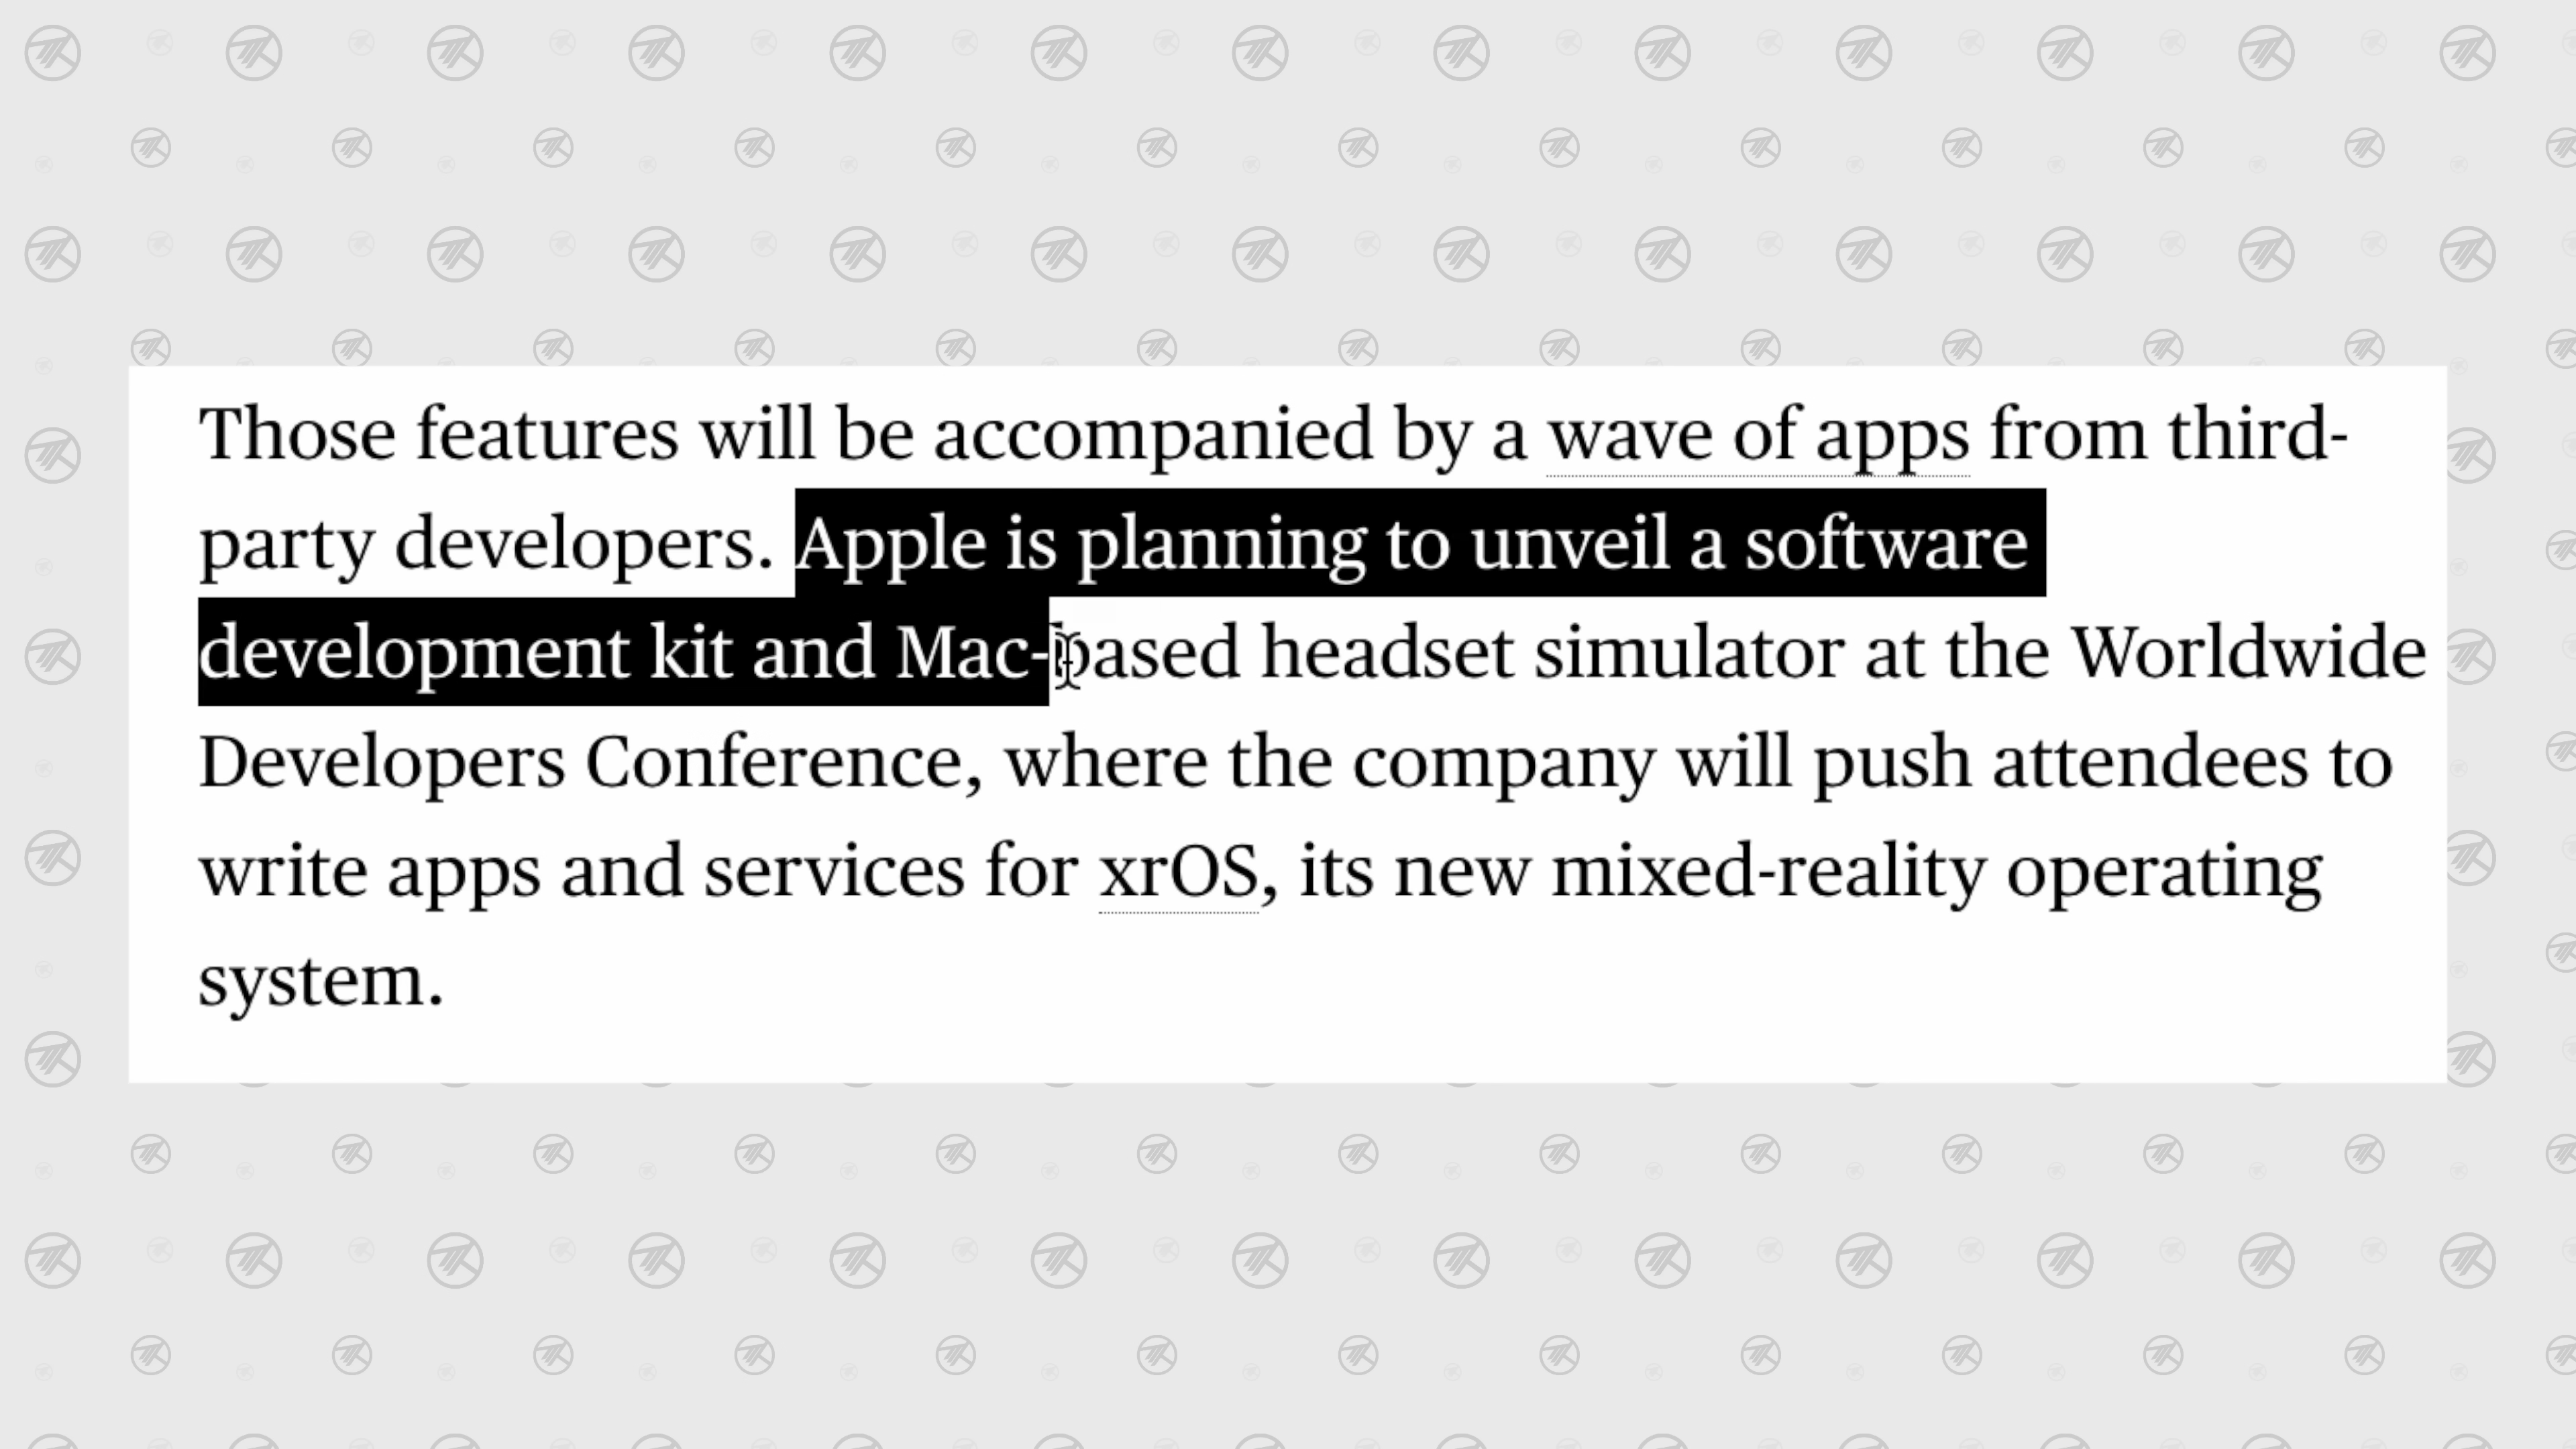 Those features will be accompanied by a wave of apps from third-
party developers. Apple is planning to unveil a software
development kit and Mac-based headset simulator at the Worldwide
Developers Conference, where the company will push attendees to
write apps and services for xrOS, its new mixed-reality operating
system.